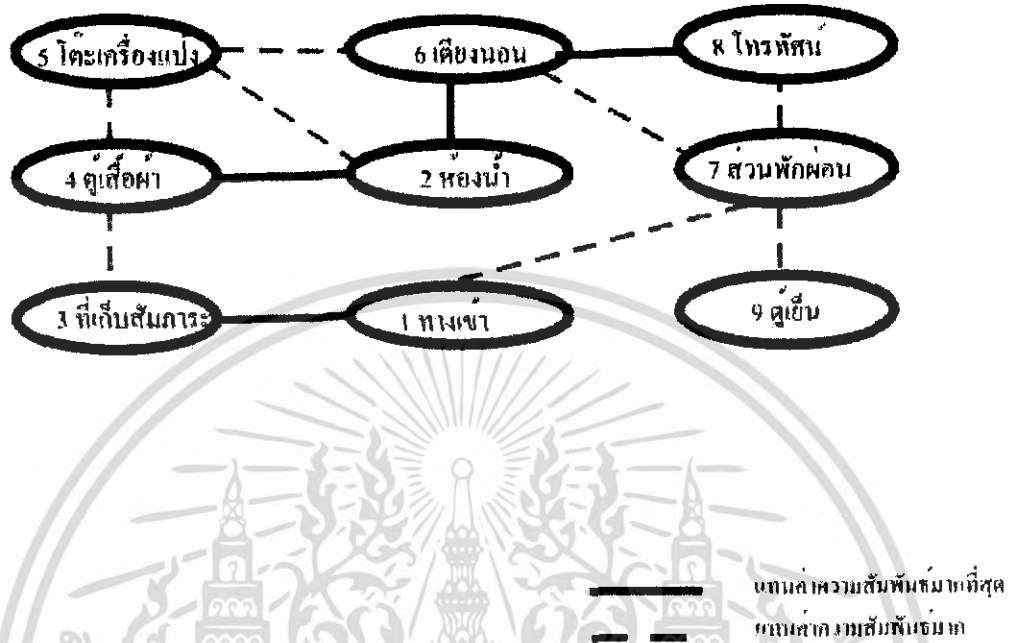 5 โต๊ะเครื่องแป้ง 6 เตียงนอน 8 โทรทัศน์
4 ตู้เสื้อผ้า 2 ห้องน้ำ 7 ส่วนพักผ่อน
3 ที่เก็บสัมภาระ 1 ทางเข้า 9 ตู้เย็น
แทนค่าความสัมพันธ์มากที่สุด
แทนค่าความสัมพันธ์มาก